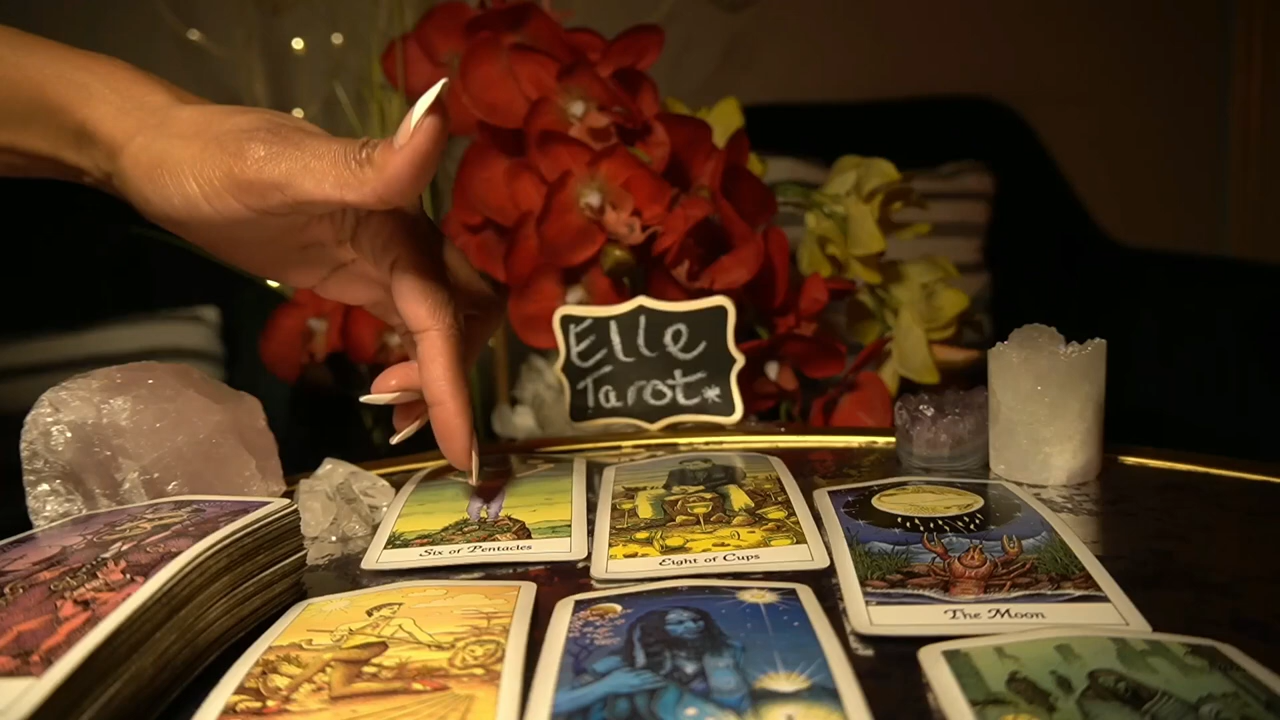 Elle
Tarot*
Six of Pentacles
Eight of Cups
The Moon